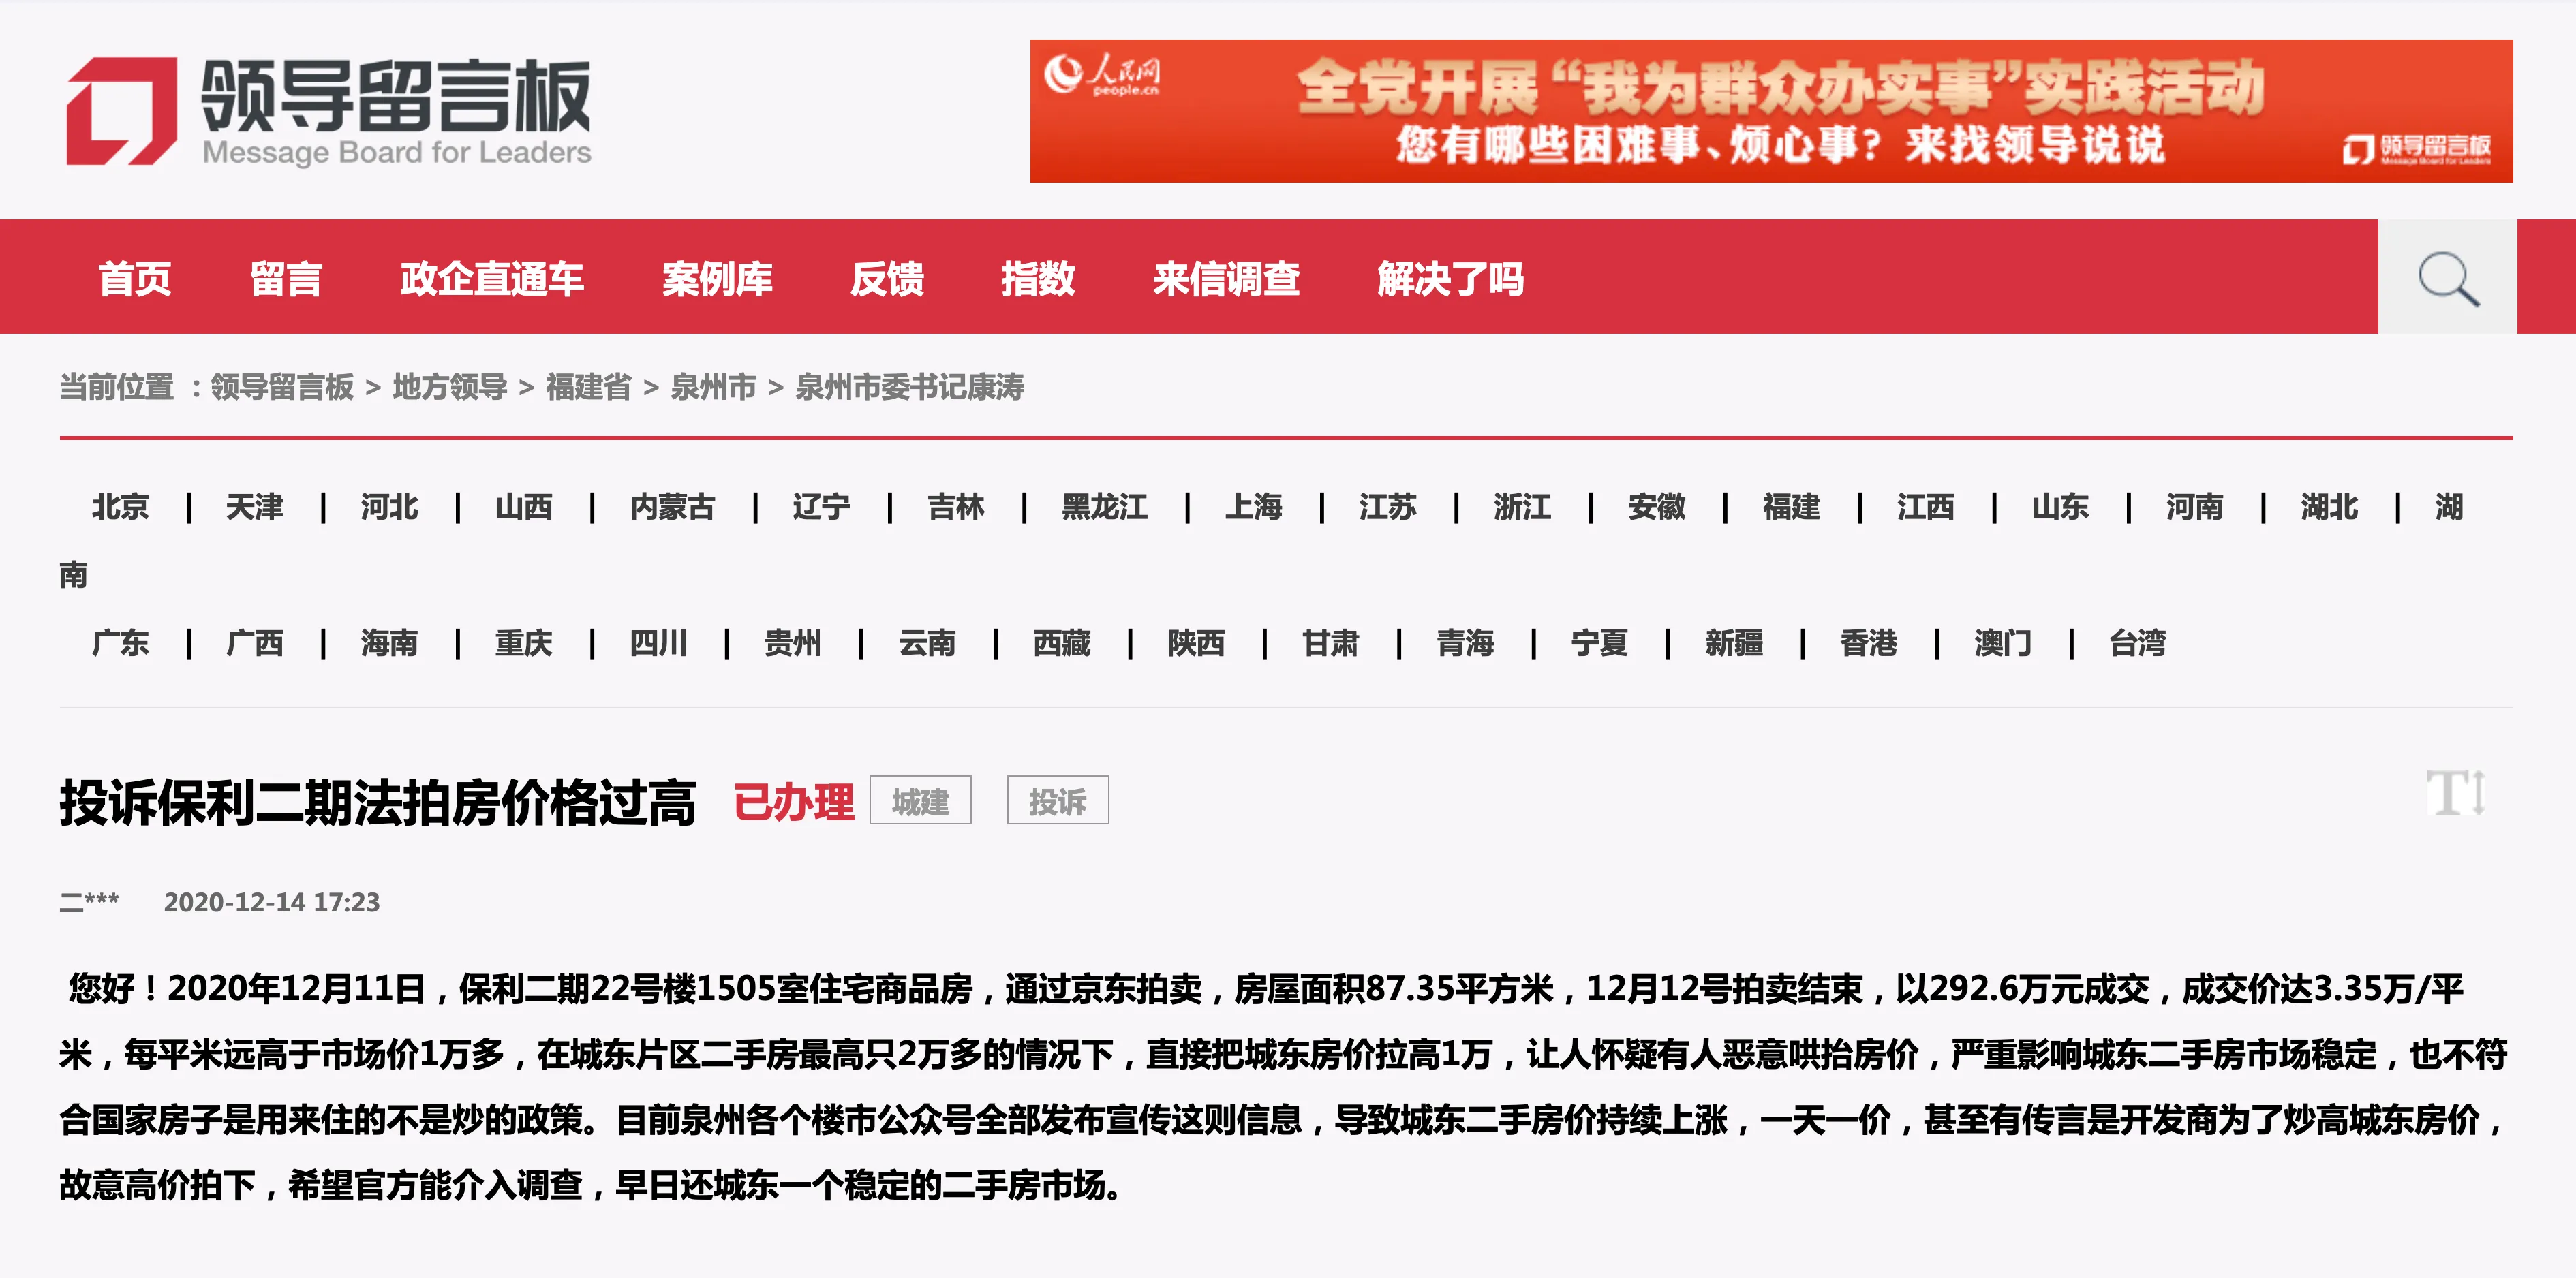 领导留言板
Message Board for Leaders
人民网
people.cn
全党开展“我为群众办实事”实践活动
您有哪些困难事、烦心事？来找领导说说
领导留言板
Message Board for Leaders
首页 留言 政企直通车 案例库 反馈 指数 来信调查 解决了吗
当前位置 ：领导留言板 > 地方领导 > 福建省 > 泉州市 > 泉州市委书记康涛
北京 | 天津 | 河北 | 山西 | 内蒙古 | 辽宁 | 吉林 | 黑龙江 | 上海 | 江苏 | 浙江 | 安徽 | 福建 | 江西 | 山东 | 河南 | 湖北 | 湖
南
广东 | 广西 | 海南 | 重庆 | 四川 | 贵州 | 云南 | 西藏 | 陕西 | 甘肃 | 青海 | 宁夏 | 新疆 | 香港 | 澳门 | 台湾
投诉保利二期法拍房价格过高 已办理 城建 投诉
T
二*** 2020-12-14 17:23
您好！2020年12月11日，保利二期22号楼1505室住宅商品房，通过京东拍卖，房屋面积87.35平方米，12月12号拍卖结束，以292.6万元成交，成交价达3.35万/平
米，每平米远高于市场价1万多，在城东片区二手房最高只2万多的情况下，直接把城东房价拉高1万，让人怀疑有人恶意哄抬房价，严重影响城东二手房市场稳定，也不符
合国家房子是用来住的不是炒的政策。目前泉州各个楼市公众号全部发布宣传这则信息，导致城东二手房价持续上涨，一天一价，甚至有传言是开发商为了炒高城东房价，
故意高价拍下，希望官方能介入调查，早日还城东一个稳定的二手房市场。